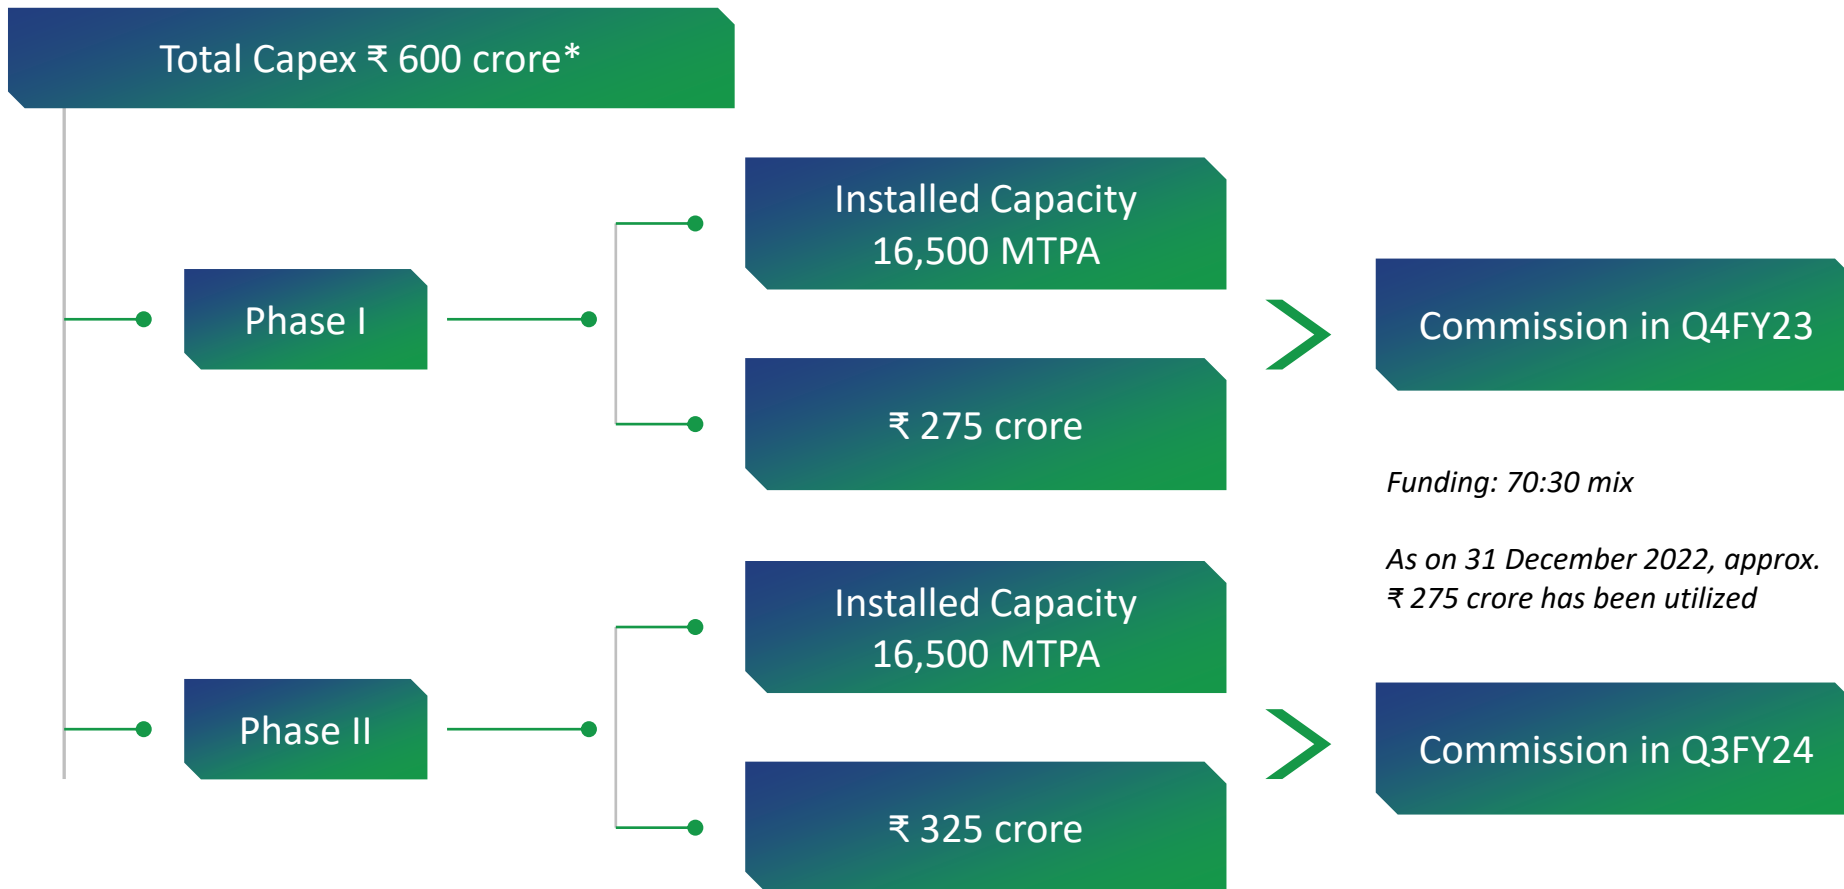 Total Capex ₹ 600 crore*
Phase I
Installed Capacity
16,500 MTPA
₹ 275 crore
Commission in Q4FY23
Funding: 70:30 mix
As on 31 December 2022, approx.
₹ 275 crore has been utilized
Phase II
Installed Capacity
16,500 MTPA
₹ 325 crore
Commission in Q3FY24